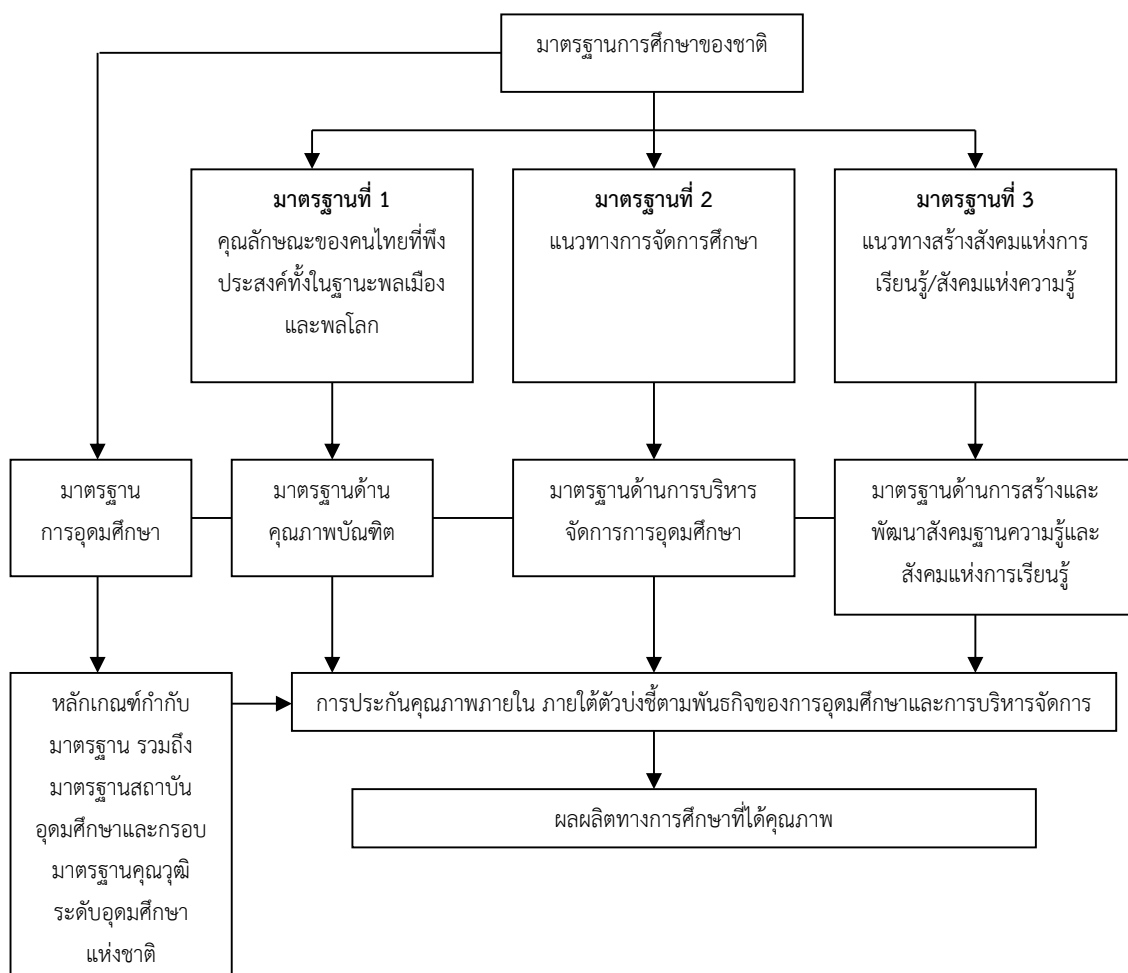 มาตรฐานการศึกษาของชาติ
มาตรฐานที่ 1
คุณลักษณะของคนไทยที่พึง
ประสงค์ทั้งในฐานะพลเมือง
และพลโลก
มาตรฐานที่ 2
แนวทางการจัดการศึกษา
มาตรฐานที่ 3
แนวทางสร้างสังคมแห่งการ
เรียนรู้/สังคมแห่งความรู้
มาตรฐาน
การอุดมศึกษา
มาตรฐานด้าน
คุณภาพบัณฑิต
มาตรฐานด้านการบริหาร
จัดการการอุดมศึกษา
มาตรฐานด้านการสร้างและ
พัฒนาสังคมฐานความรู้และ
สังคมแห่งการเรียนรู้
หลักเกณฑ์กำกับ
มาตรฐาน รวมถึง
มาตรฐานสถาบัน
อุดมศึกษาและกรอบ
มาตรฐานคุณวุฒิ
ระดับอุดมศึกษา
แห่งชาติ
การประกันคุณภาพภายใน ภายใต้ตัวบ่งชี้ตามพันธกิจของการอุดมศึกษาและการบริหารจัดการ
ผลผลิตทางการศึกษาที่ได้คุณภาพ